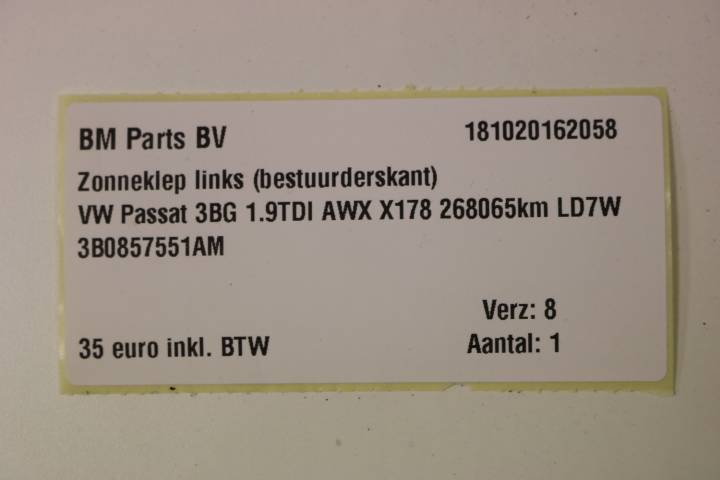 BM Parts BV 181020162058
Zonneklep links (bestuurderskant)
VW Passat 3BG 1.9TDI AWX X178 268065km LD7W
3B0857551AM
Verz: 8
35 euro inkl. BTW Aantal: 1